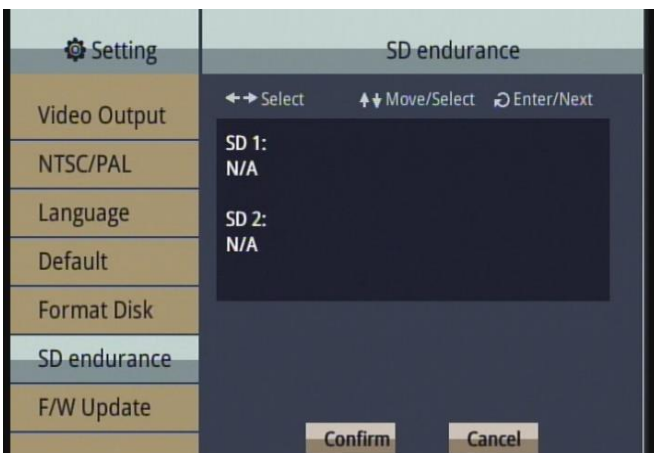 Setting
SD endurance
Select
Move/Select
Enter/Next
Video Output
NTSC/PAL
Language
Default
Format Disk
SD endurance
F/W Update
SD 1:
N/A
SD 2:
N/A
Confirm
Cancel